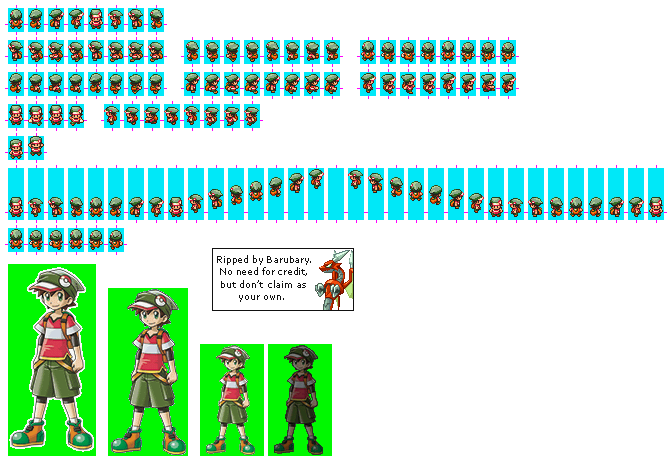 Ripped by Barubary.
No need for credit,
but don't claim as
your own.